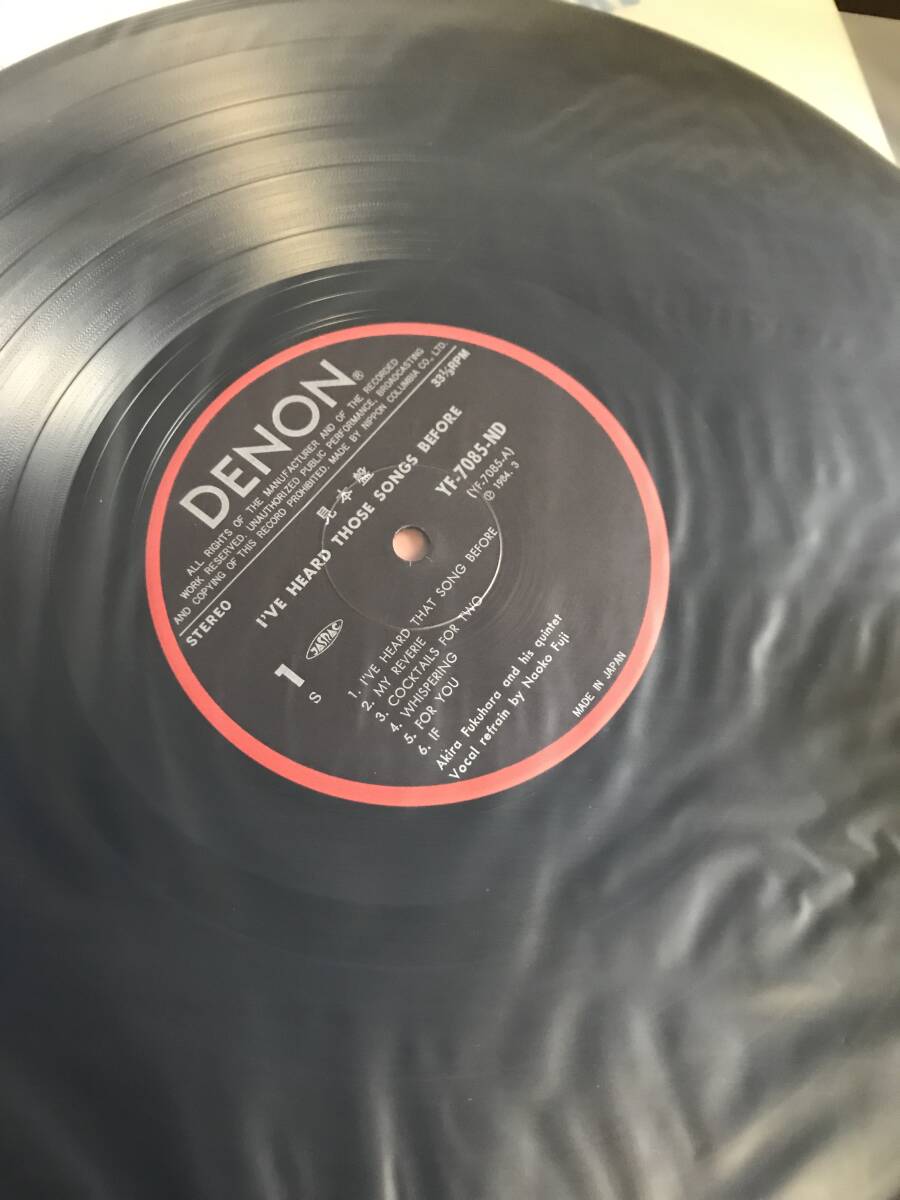 DENON®
ALL RIGHTS OF THE MANUFACTURER AND OF THE RECORDED
WORK RESERVED. UNAUTHORIZED PUBLIC PERFORMANCE, BROADCASTING
AND COPYING OF THIS RECORD PROHIBITED. MADE BY NIPPON COLUMBIA CO., LTD.
STEREO
33⅓RPM
見本盤
I'VE HEARD THOSE SONGS BEFORE
YF-7085-ND
(YF-7085-A)
℗ 1984. 3
1
S
JASRAC
1. I'VE HEARD THAT SONG BEFORE
2. MY REVERIE
3. COCKTAILS FOR TWO
4. WHISPERING
5. FOR YOU
6. IF
Akira Fukuhara and his quintet
Vocal refrain by Naoko Fuji
MADE IN JAPAN